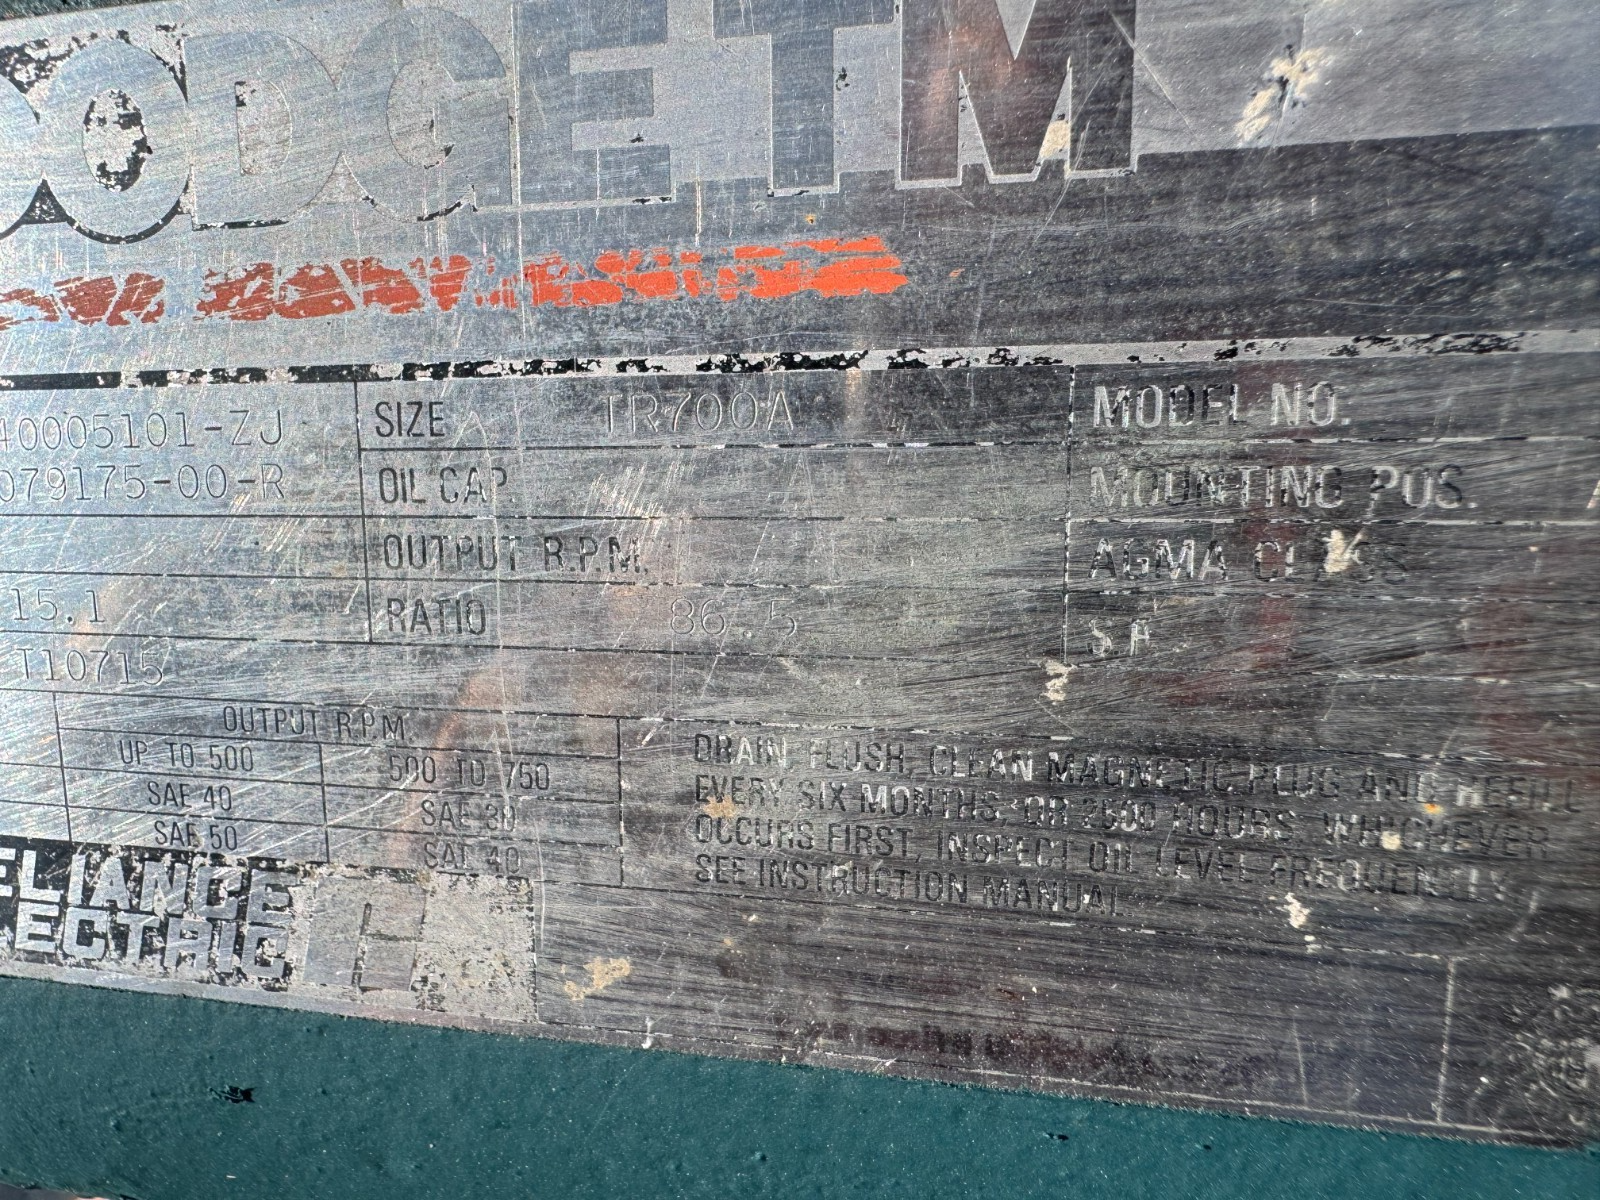 DODGE TM
40005101-ZJ SIZE TR700A MODEL NO.
079175-00-R OIL CAP. MOUNTING POS.
OUTPUT R.P.M. AGMA CLASS
15.1 RATIO 86.5 S.F.
T10715
OUTPUT R.P.M.
UP TO 500 500 TO 750
SAE 40 SAE 30
SAE 50 SAE 40
DRAIN, FLUSH, CLEAN MAGNETIC PLUG AND REFILL
EVERY SIX MONTHS, OR 2500 HOURS, WHICHEVER
OCCURS FIRST, INSPECT OIL LEVEL FREQUENTLY.
SEE INSTRUCTION MANUAL.
ELIANCE
ECTRIC